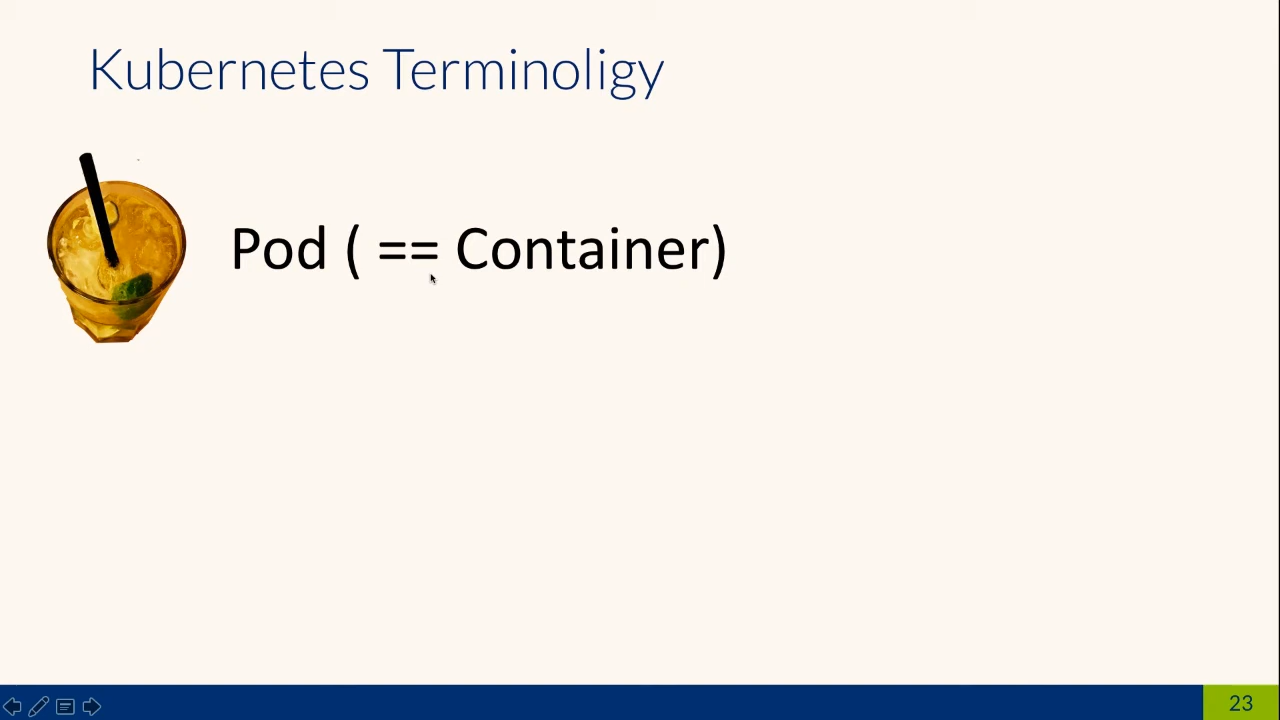 Kubernetes Terminoligy
Pod ( == Container)
23